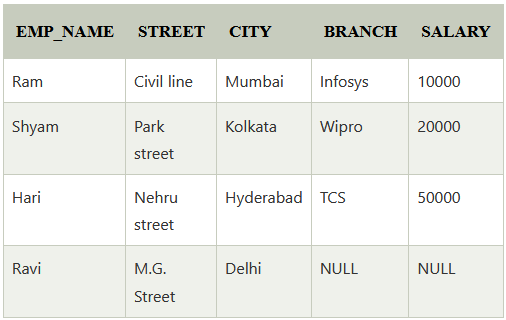 EMP_NAME STREET CITY BRANCH SALARY
Ram Civil line Mumbai Infosys 10000
Shyam Park street Kolkata Wipro 20000
Hari Nehru street Hyderabad TCS 50000
Ravi M.G. Street Delhi NULL NULL